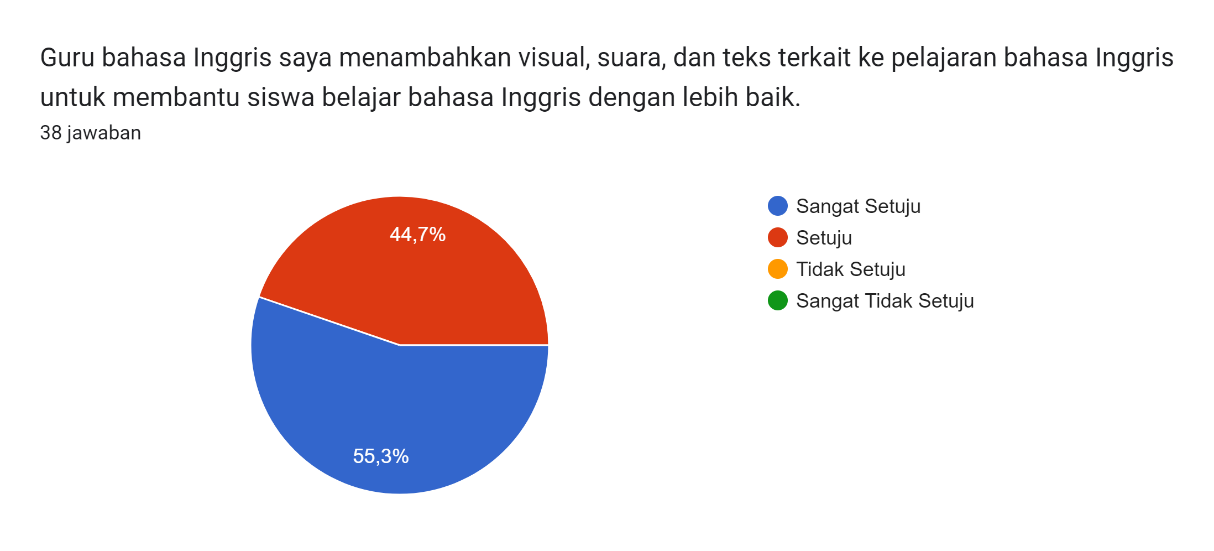 Guru bahasa Inggris saya menambahkan visual, suara, dan teks terkait ke pelajaran bahasa Inggris
untuk membantu siswa belajar bahasa Inggris dengan lebih baik.
38 jawaban
Sangat Setuju
Setuju
Tidak Setuju
Sangat Tidak Setuju
44,7%
55,3%